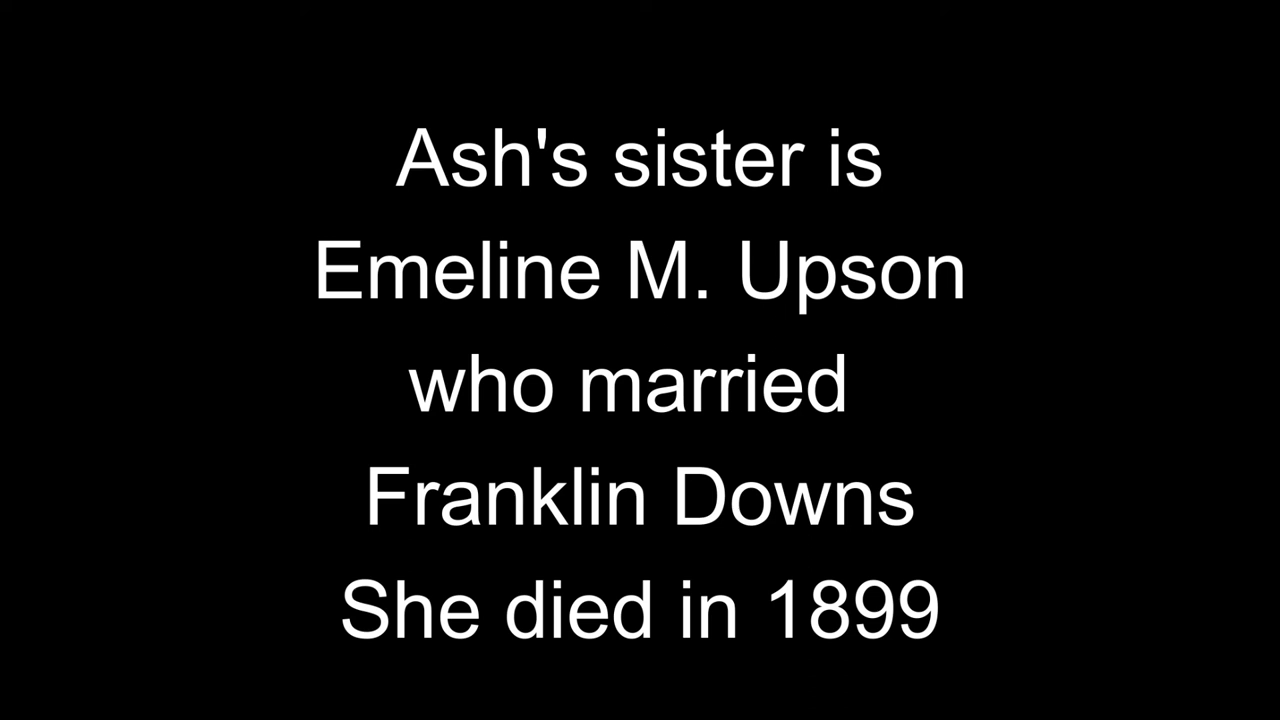 Ash's sister is
Emeline M. Upson
who married
Franklin Downs
She died in 1899